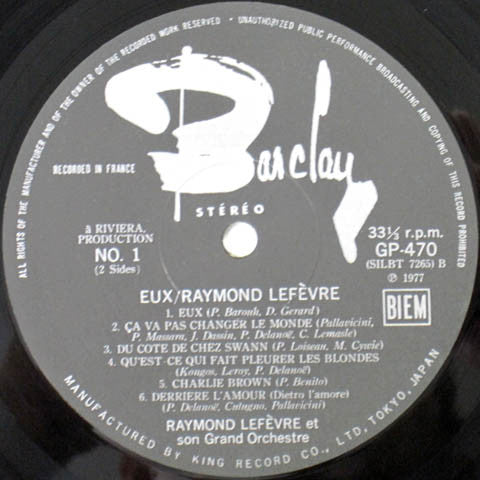 ALL RIGHTS OF THE MANUFACTURER AND OF THE OWNER OF THE RECORDED WORK RESERVED • UNAUTHORIZED PUBLIC PERFORMANCE BROADCASTING AND COPYING OF THIS RECORD PROHIBITED
Barclay
RECORDED IN FRANCE
STÉRÉO
à RIVIERA,
PRODUCTION
NO. 1
(2 Sides)
33⅓ r.p.m.
GP-470
(SILBT 7265) B
℗ 1977
BIEM
EUX/RAYMOND LEFÈVRE
1. EUX (P. Barouh, D. Gerard)
2. ÇA VA PAS CHANGER LE MONDE (Pallavicini,
P. Massara, J. Dassin, P. Delanoë, C. Lemasle)
3. DU COTE DE CHEZ SWANN (P. Loiseau, M. Cywie)
4. QU'EST-CE QUI FAIT PLEURER LES BLONDES
(Kongos, Leroy, P. Delanoë)
5. CHARLIE BROWN (P. Benito)
6. DERRIERE L'AMOUR (Dietro l'amore)
(P. Delanoë, Cutugno, Pallavicini)
RAYMOND LEFÈVRE et
son Grand Orchestre
MANUFACTURED BY KING RECORD CO., LTD, TOKYO, JAPAN